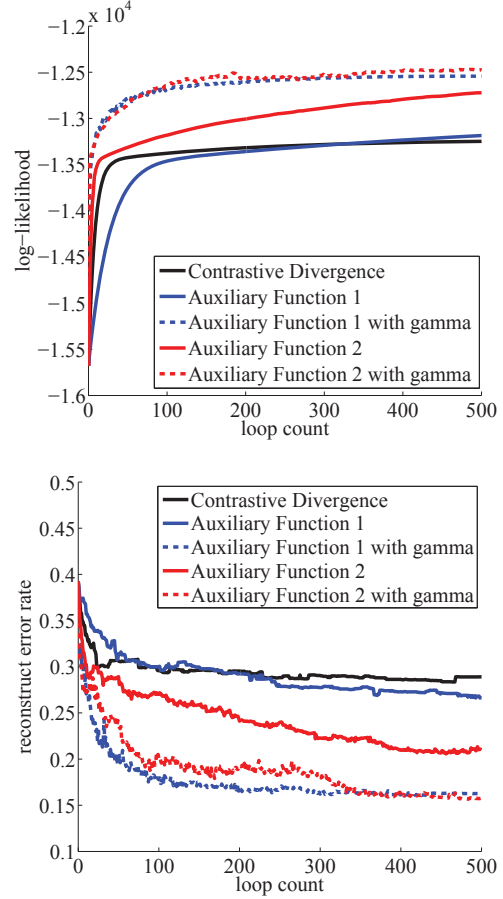 × 10⁴
−1.2
−1.25
−1.3
−1.35
−1.4
−1.45
−1.5
−1.55
−1.6
log−likelihood
Contrastive Divergence
Auxiliary Function 1
Auxiliary Function 1 with gamma
Auxiliary Function 2
Auxiliary Function 2 with gamma
0 100 200 300 400 500
loop count
0.5
0.45
0.4
0.35
0.3
0.25
0.2
0.15
0.1
reconstruct error rate
Contrastive Divergence
Auxiliary Function 1
Auxiliary Function 1 with gamma
Auxiliary Function 2
Auxiliary Function 2 with gamma
0 100 200 300 400 500
loop count